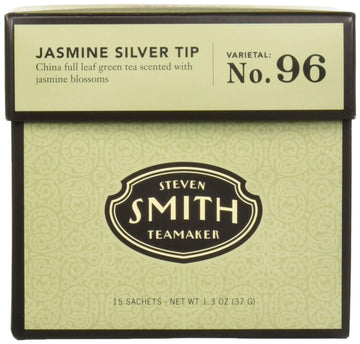 JASMINE SILVER TIP
China full leaf green tea scented with
jasmine blossoms
VARIETAL:
No. 96
STEVEN
SMITH
TEAMAKER
15 SACHETS - NET WT 1.3 OZ (37 G)